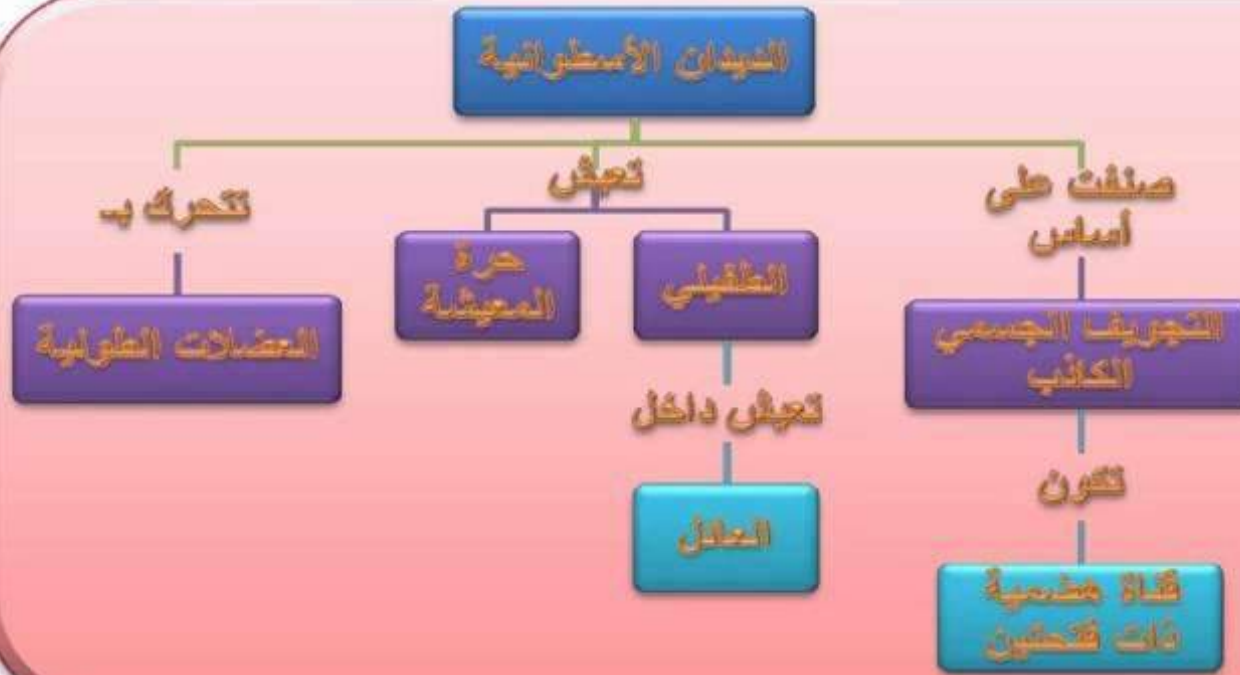 الديدان الأسطوانية
صنفت على
أساس
التجويف الجسمي
الكاذب
تكون
قناة هضمية
ذات فتحتين
تعيش
الطفيلي
تعيش داخل
العائل
حرة
المعيشة
تتحرك بـ
العضلات الطولية